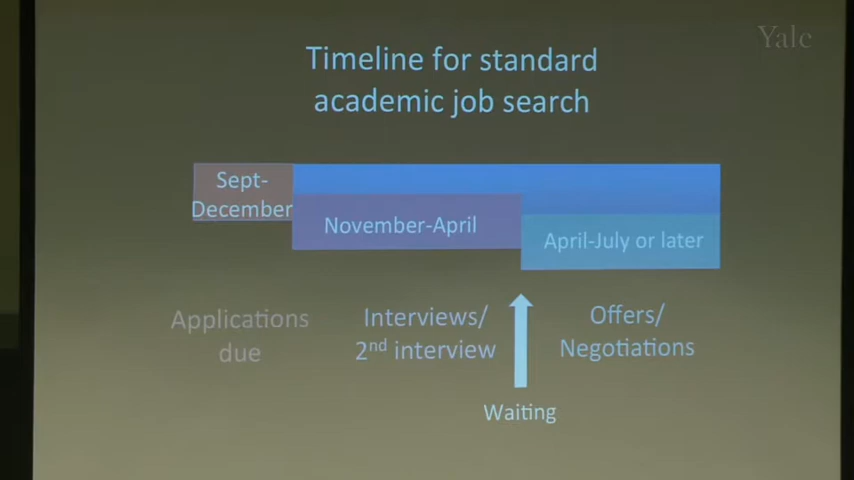 Yale
Timeline for standard
academic job search
Sept-
December
November-April
April-July or later
Applications
due
Interviews/
2nd interview
Offers/
Negotiations
Waiting